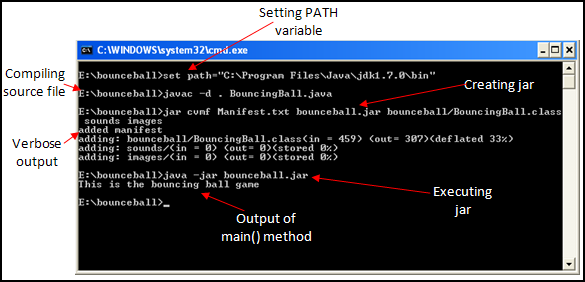 Setting PATH
variable
C:\WINDOWS\system32\cmd.exe
Compiling
source file
E:\bounceball>set path="C:\Program Files\Java\jdk1.7.0\bin"
E:\bounceball>javac -d . BouncingBall.java
Creating jar
E:\bounceball>jar cvmf Manifest.txt bounceball.jar bounceball/BouncingBall.class
sounds images
added manifest
adding: bounceball/BouncingBall.class(in = 459) (out= 307)(deflated 33%)
adding: sounds/(in = 0) (out= 0)(stored 0%)
adding: images/(in = 0) (out= 0)(stored 0%)
Verbose
output
E:\bounceball>java -jar bounceball.jar
This is the bouncing ball game
E:\bounceball>_
Executing
jar
Output of
main() method